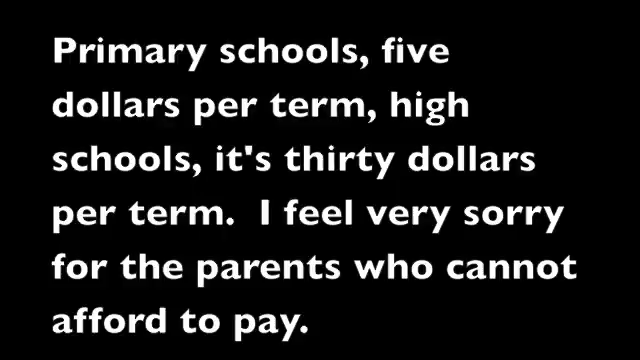 Primary schools, five
dollars per term, high
schools, it's thirty dollars
per term.  I feel very sorry
for the parents who cannot
afford to pay.